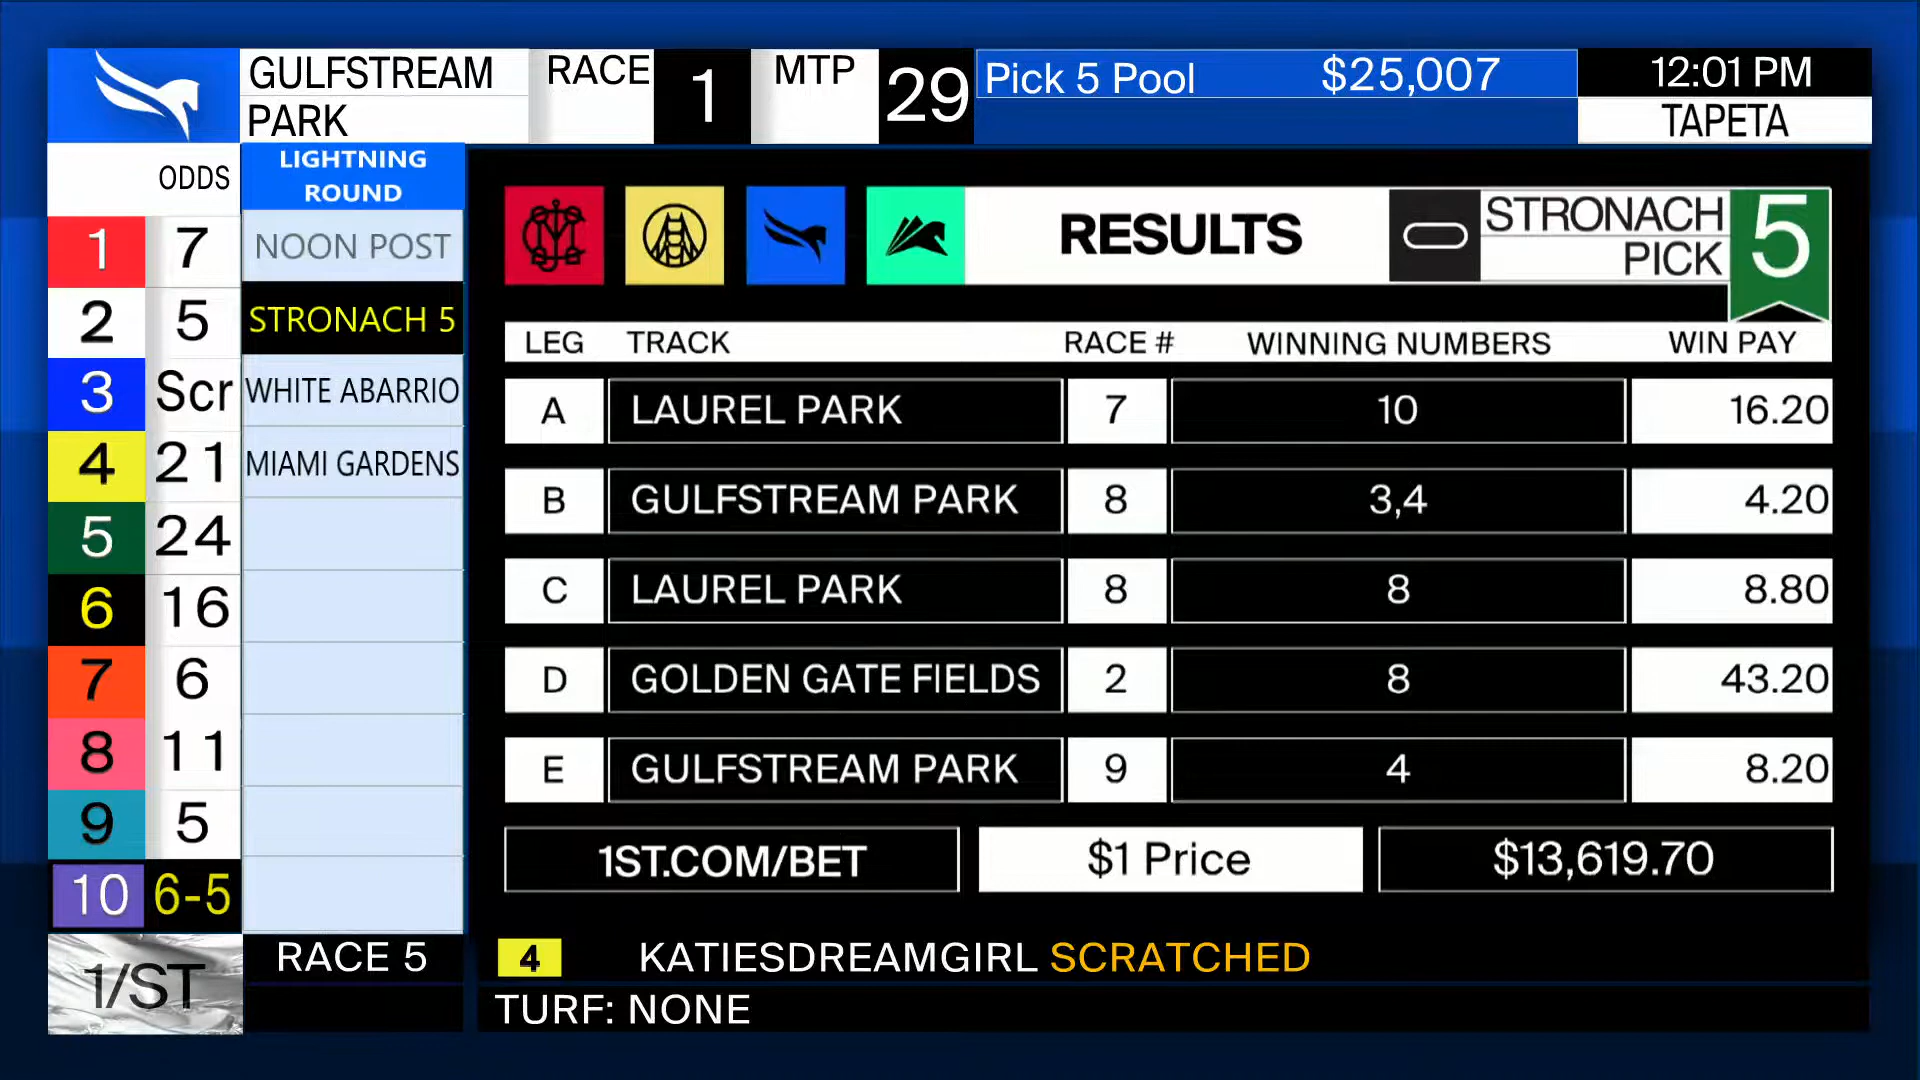 GULFSTREAM
PARK
RACE
1
MTP
29
Pick 5 Pool $25,007
12:01 PM
TAPETA
ODDS
LIGHTNING
ROUND
1 7 NOON POST
2 5 STRONACH 5
3 Scr WHITE ABARRIO
4 21 MIAMI GARDENS
5 24
6 16
7 6
8 11
9 5
10 6-5
1/ST
RACE 5
RESULTS
STRONACH
PICK
5
LEG TRACK RACE # WINNING NUMBERS WIN PAY
A LAUREL PARK 7 10 16.20
B GULFSTREAM PARK 8 3,4 4.20
C LAUREL PARK 8 8 8.80
D GOLDEN GATE FIELDS 2 8 43.20
E GULFSTREAM PARK 9 4 8.20
1ST.COM/BET $1 Price $13,619.70
4 KATIESDREAMGIRL SCRATCHED
TURF: NONE